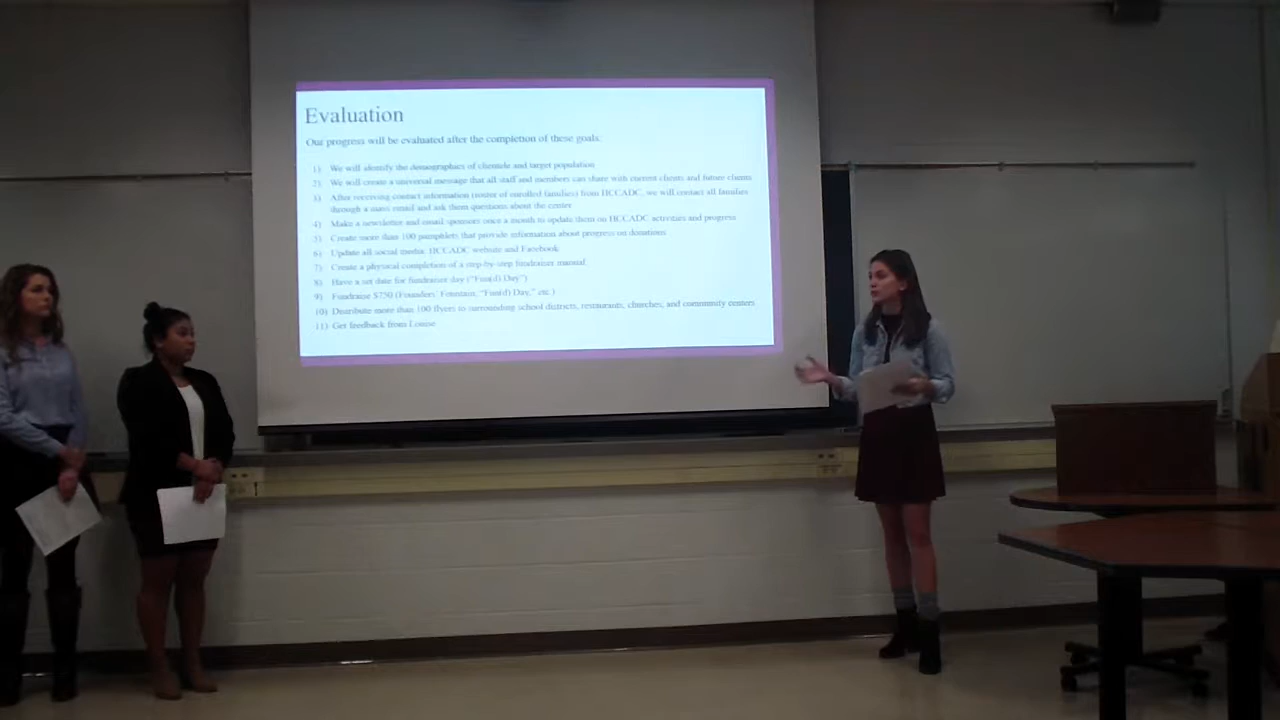 Evaluation
Our progress will be evaluated after the completion of these goals:
1) We will identify the demographics of clientele and target population
2) We will create a universal message that all staff and members can share with current clients and future clients
3) After receiving contact information (roster of enrolled families) from HCCADC, we will contact all families
through a mass email and ask them questions about the center
4) Make a newsletter and email sponsors once a month to update them on HCCADC activities and progress
5) Create more than 100 pamphlets that provide information about progress on donations
6) Update all social media: HCCADC website and Facebook
7) Create a physical completion of a step-by-step fundraiser manual
8) Have a set date for fundraiser day ("Fun(d) Day")
9) Fundraise $750 (Founders' Fountain, "Fun(d) Day," etc.)
10) Distribute more than 100 flyers to surrounding school districts, restaurants, churches, and community centers
11) Get feedback from Louise